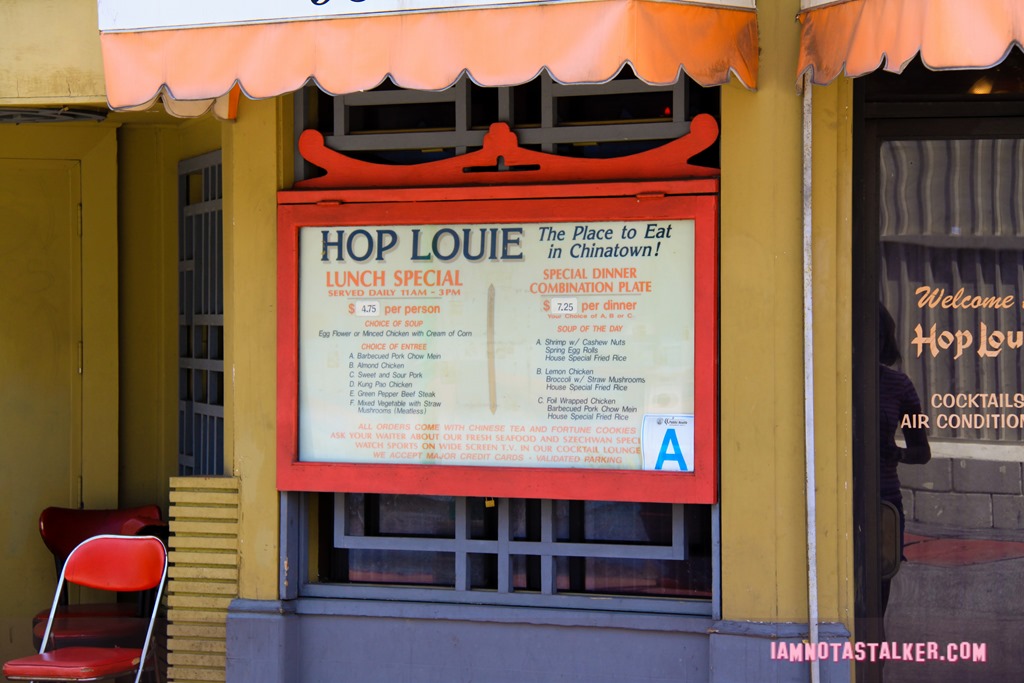 HOP LOUIE
The Place to Eat
in Chinatown!
LUNCH SPECIAL
SERVED DAILY 11AM - 3PM
$ 4.75 per person
CHOICE OF SOUP
Egg Flower or Minced Chicken with Cream of Corn
CHOICE OF ENTREE
A. Barbecued Pork Chow Mein
B. Almond Chicken
C. Sweet and Sour Pork
D. Kung Pao Chicken
E. Green Pepper Beef Steak
F. Mixed Vegetable with Straw
Mushrooms (Meatless)
SPECIAL DINNER
COMBINATION PLATE
$ 7.25 per dinner
Your Choice of A, B or C.
SOUP OF THE DAY
A. Shrimp w/ Cashew Nuts
Spring Egg Rolls
House Special Fried Rice
B. Lemon Chicken
Broccoli w/ Straw Mushrooms
House Special Fried Rice
C. Foil Wrapped Chicken
Barbecued Pork Chow Mein
House Special Fried Rice
ALL ORDERS COME WITH CHINESE TEA AND FORTUNE COOKIES
ASK YOUR WAITER ABOUT OUR FRESH SEAFOOD AND SZECHWAN SPECI
WATCH SPORTS ON WIDE SCREEN T.V. IN OUR COCKTAIL LOUNGE
WE ACCEPT MAJOR CREDIT CARDS - VALIDATED PARKING
A
Welcome
Hop Lou
COCKTAILS
AIR CONDITION
IAMNOTASTALKER.COM